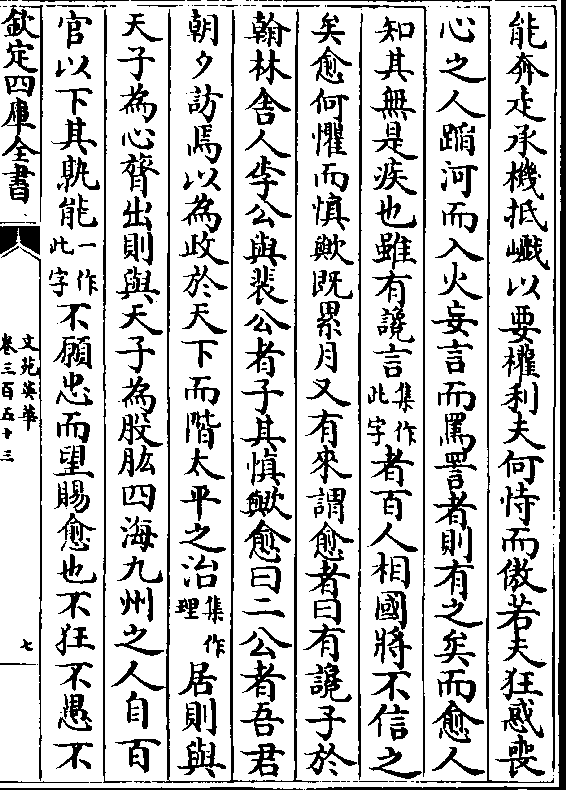 能奔走承機抵巇以要權利夫何恃而傲若夫狂惑喪
心之人蹈河而入火妄言而罵詈者則有之矣而愈人
知其無是疾也雖有讒言集作此字者百人相國將不信之
矣愈何懼而慎歟既累月又有來謂愈者曰有讒子於
翰林舍人李公與裴公者子其慎歟愈曰二公者吾君
朝夕訪焉以為政於天下而階太平之治集作理居則與
天子為心膂出則與天子為股肱四海九州之人自百
官以下其孰能一作此字不願忠而望賜愈也不狂不愚不
欽定四庫全書
文苑英華
卷三百五十三
七